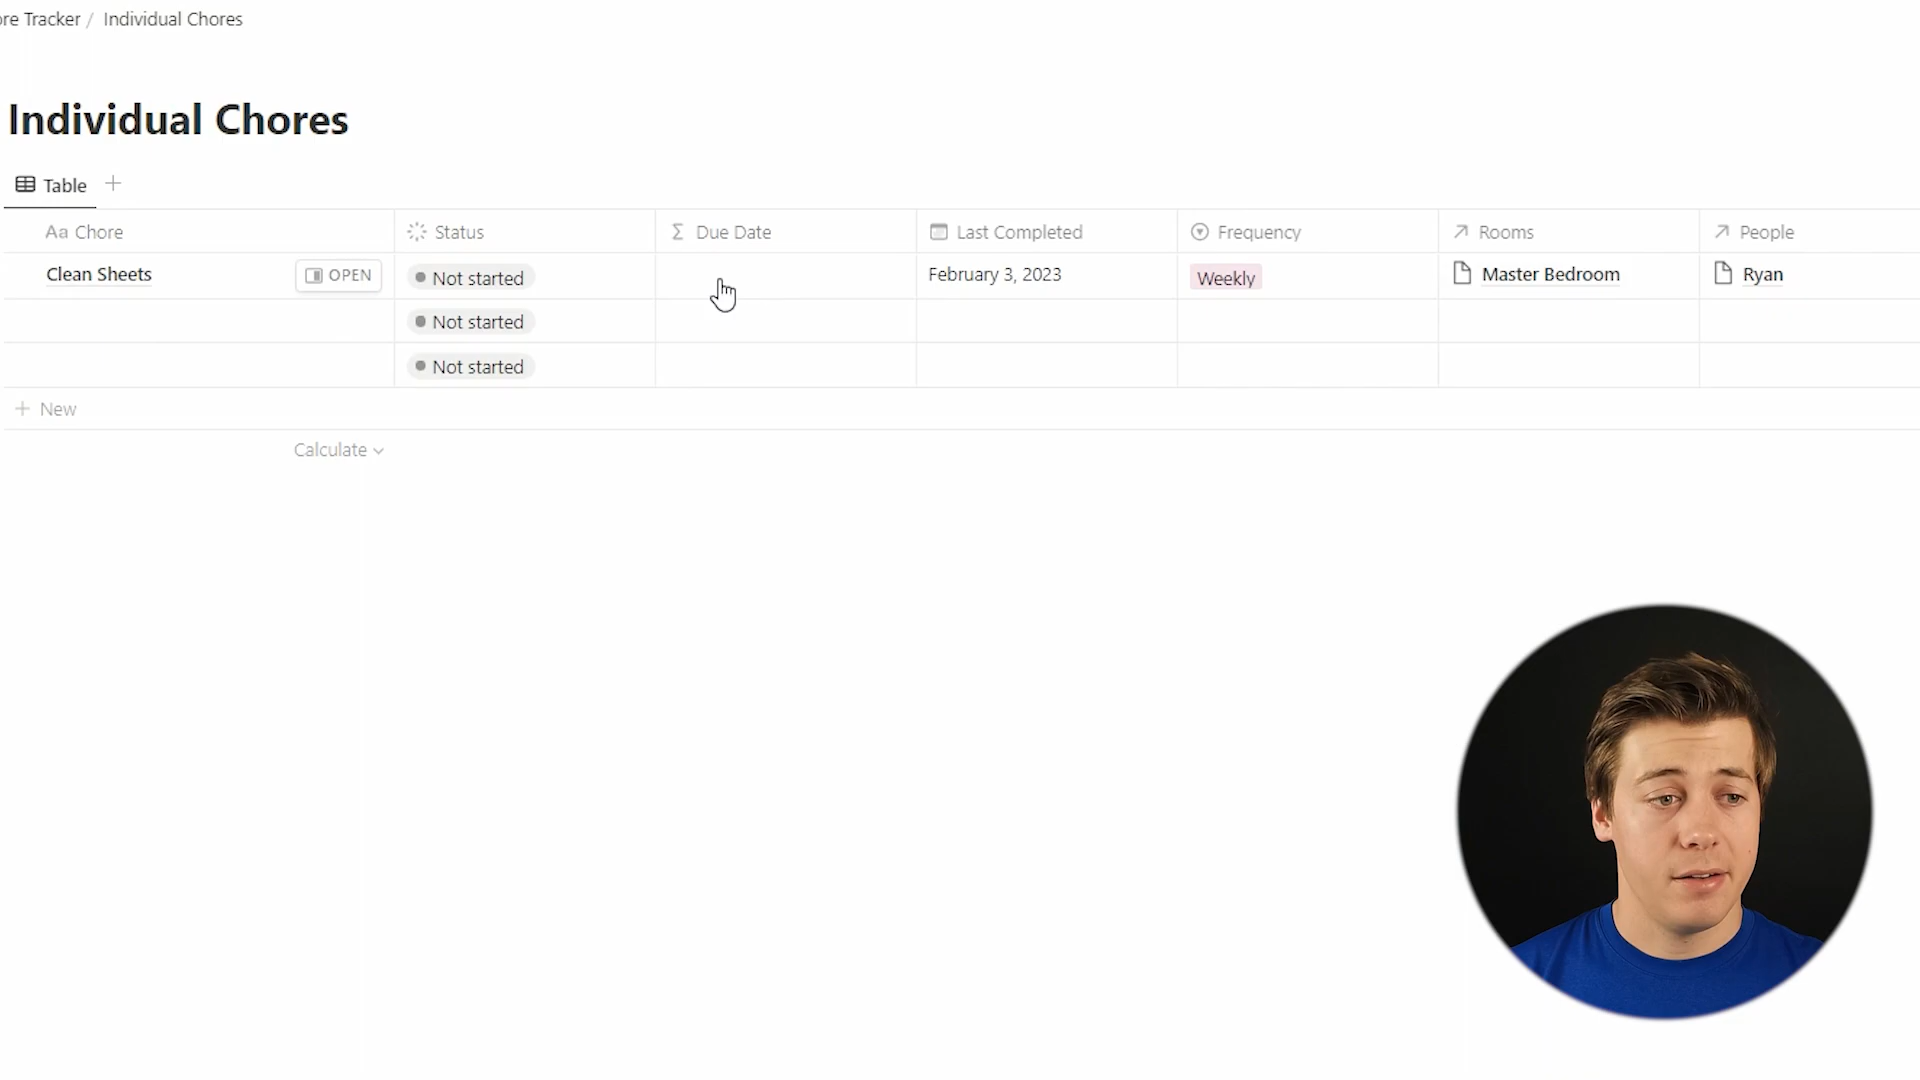 ore Tracker / Individual Chores
Individual Chores
Table
Aa Chore Status Σ Due Date Last Completed Frequency Rooms People
Clean Sheets OPEN Not started February 3, 2023 Weekly Master Bedroom Ryan
Not started
Not started
+ New
Calculate